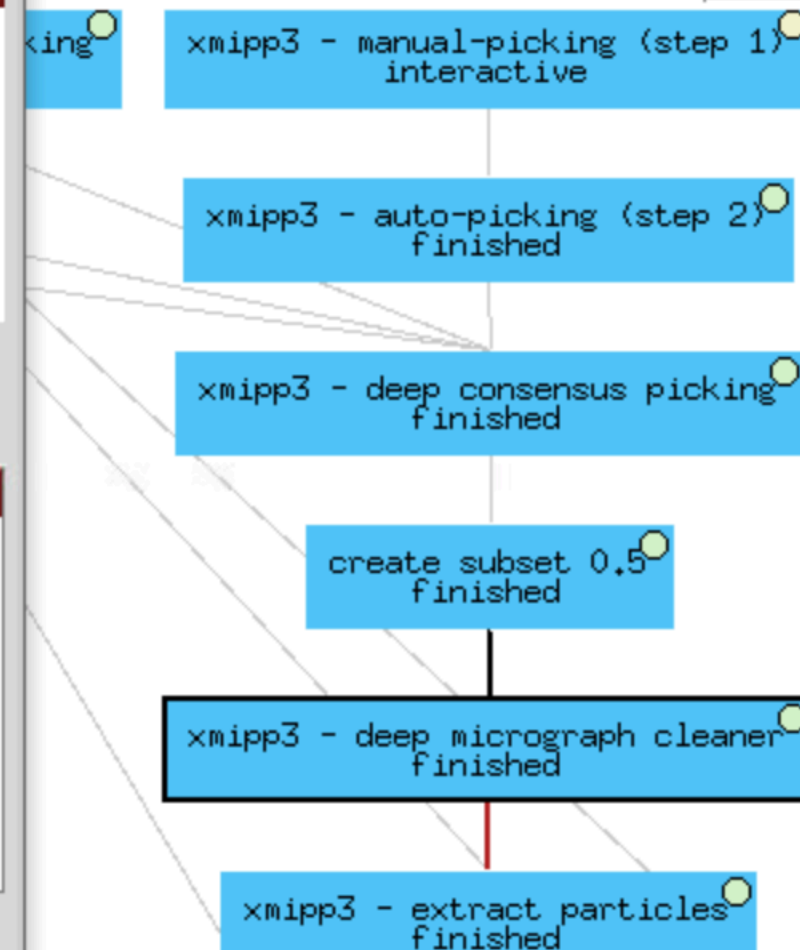 king
xmipp3 - manual-picking (step 1)
interactive
xmipp3 - auto-picking (step 2)
finished
xmipp3 - deep consensus picking
finished
create subset 0.5
finished
xmipp3 - deep micrograph cleaner
finished
xmipp3 - extract particles
finished